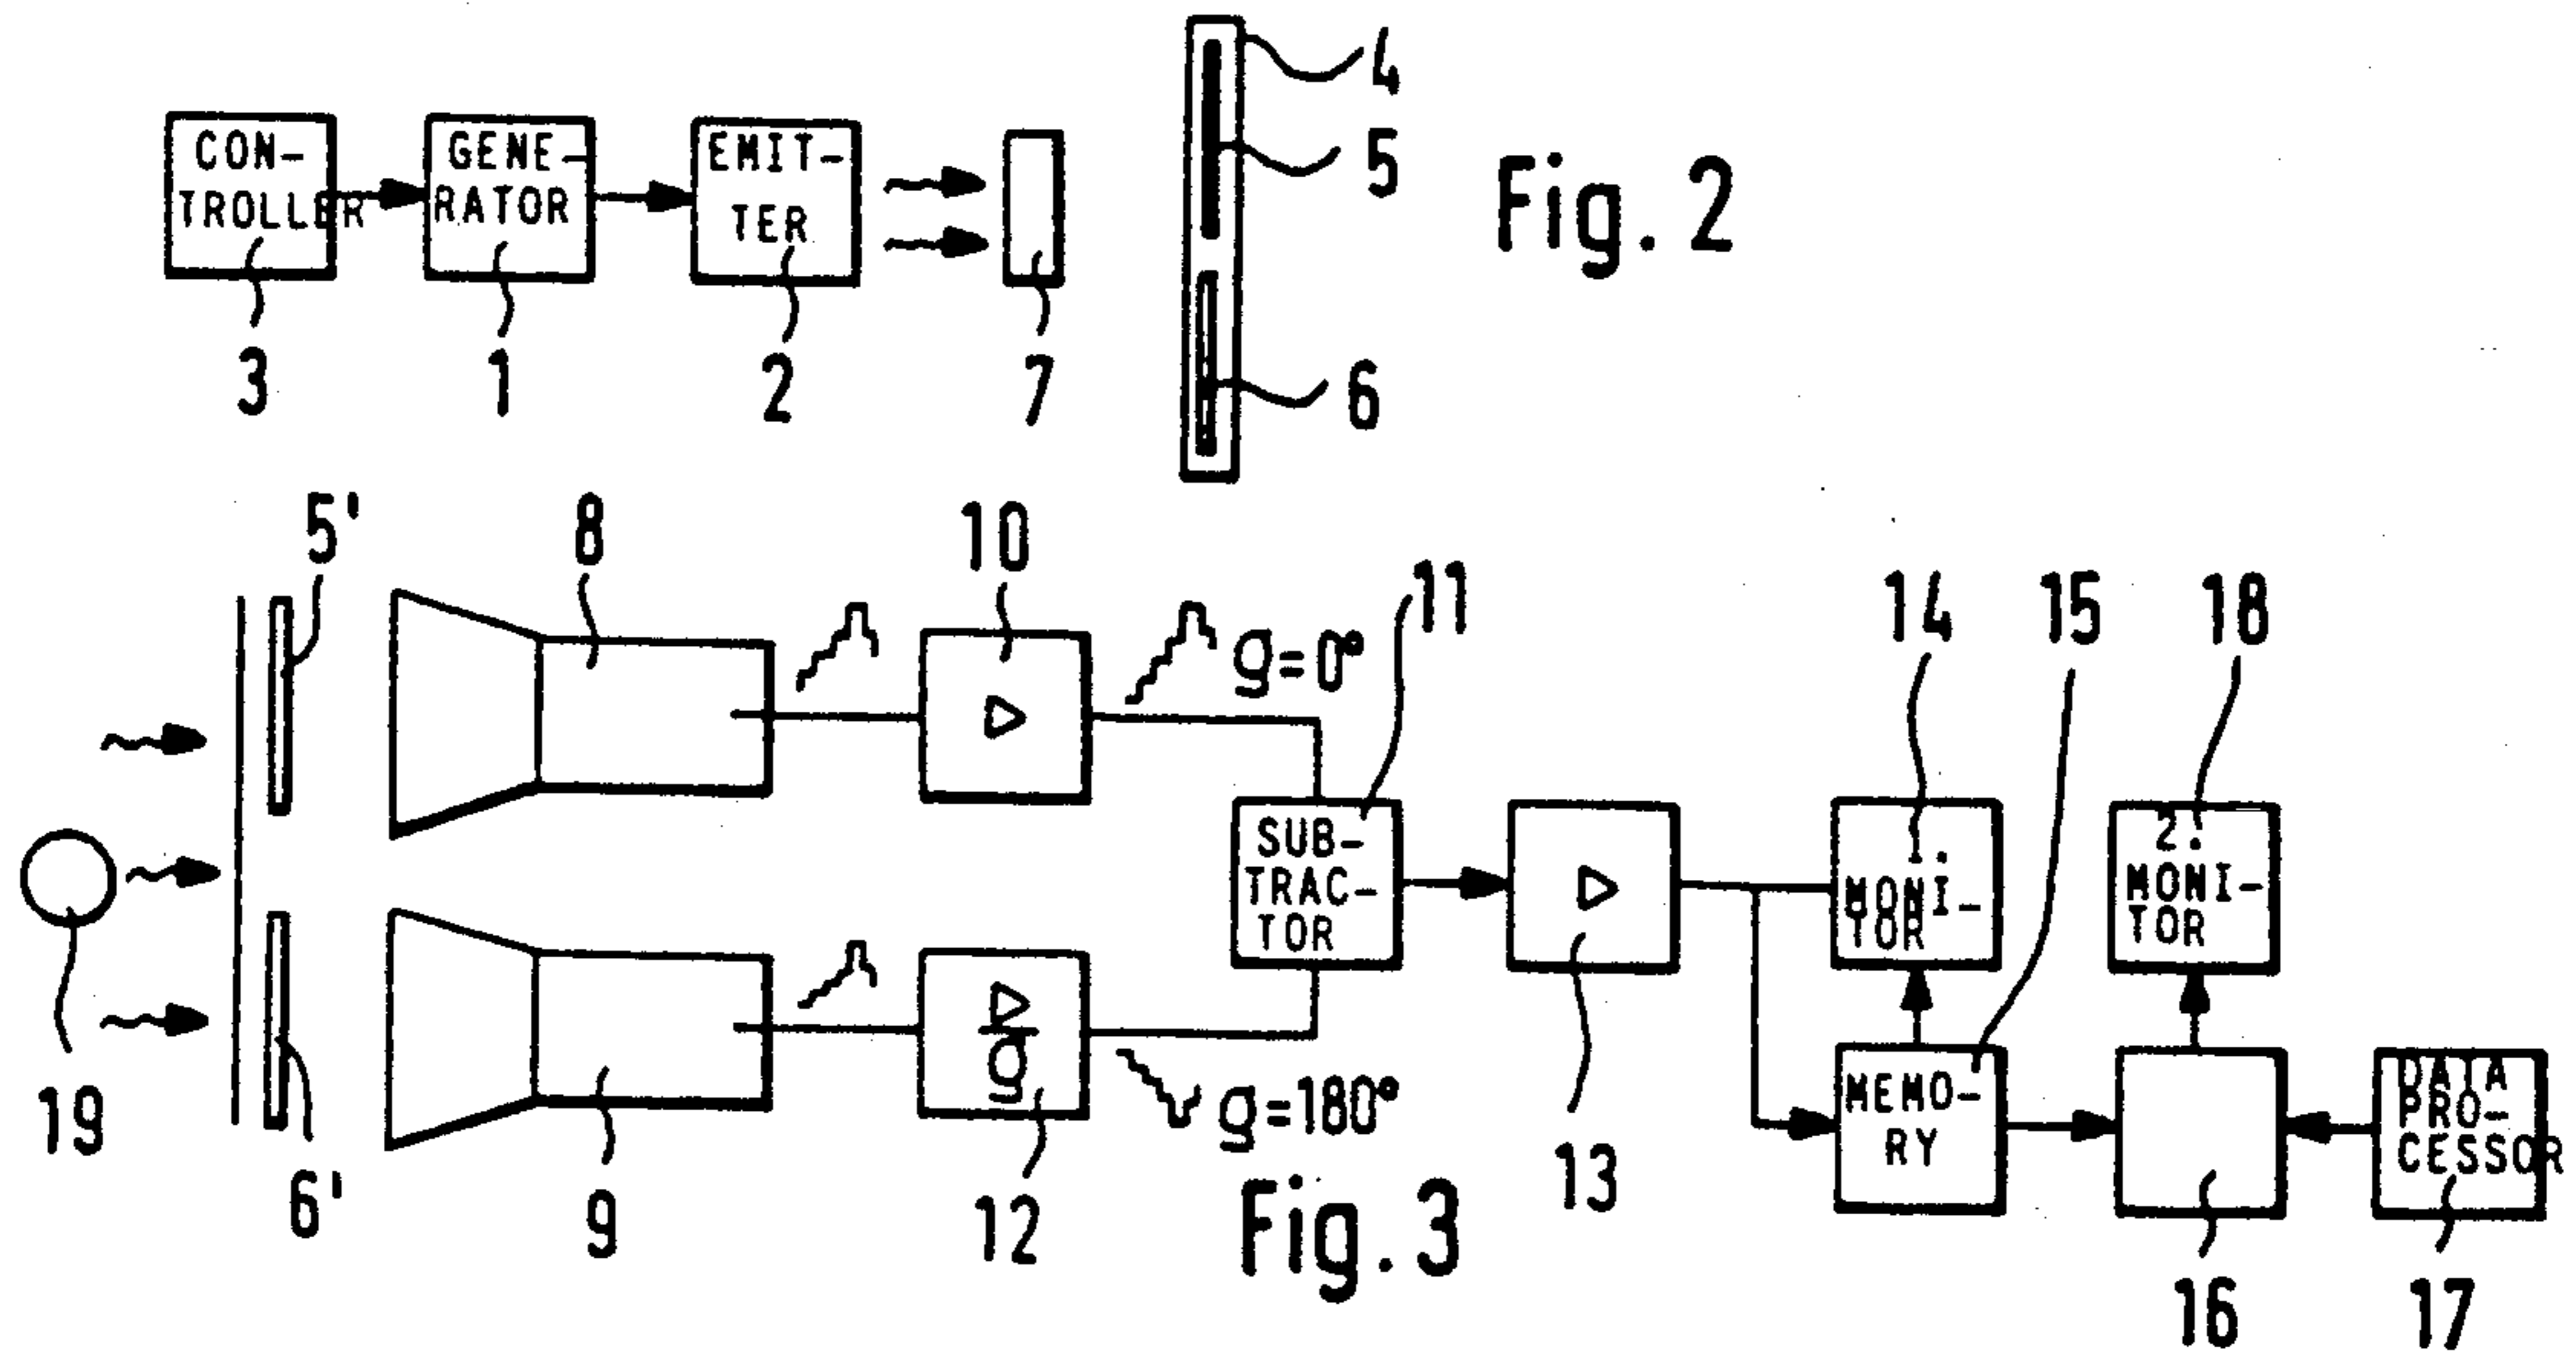 4
CON-
TROLLER
GENE-
RATOR
EMIT-
TER
5
Fig. 2
3
1
2
7
6
5'
8
10
11
14
15
18
g=0°
SUB-
TRAC-
TOR
1.
MONI-
TOR
2.
MONI-
TOR
19
g
g=180°
MEMO-
RY
DATA
PRO-
CESSOR
6'
9
12
Fig. 3
13
16
17